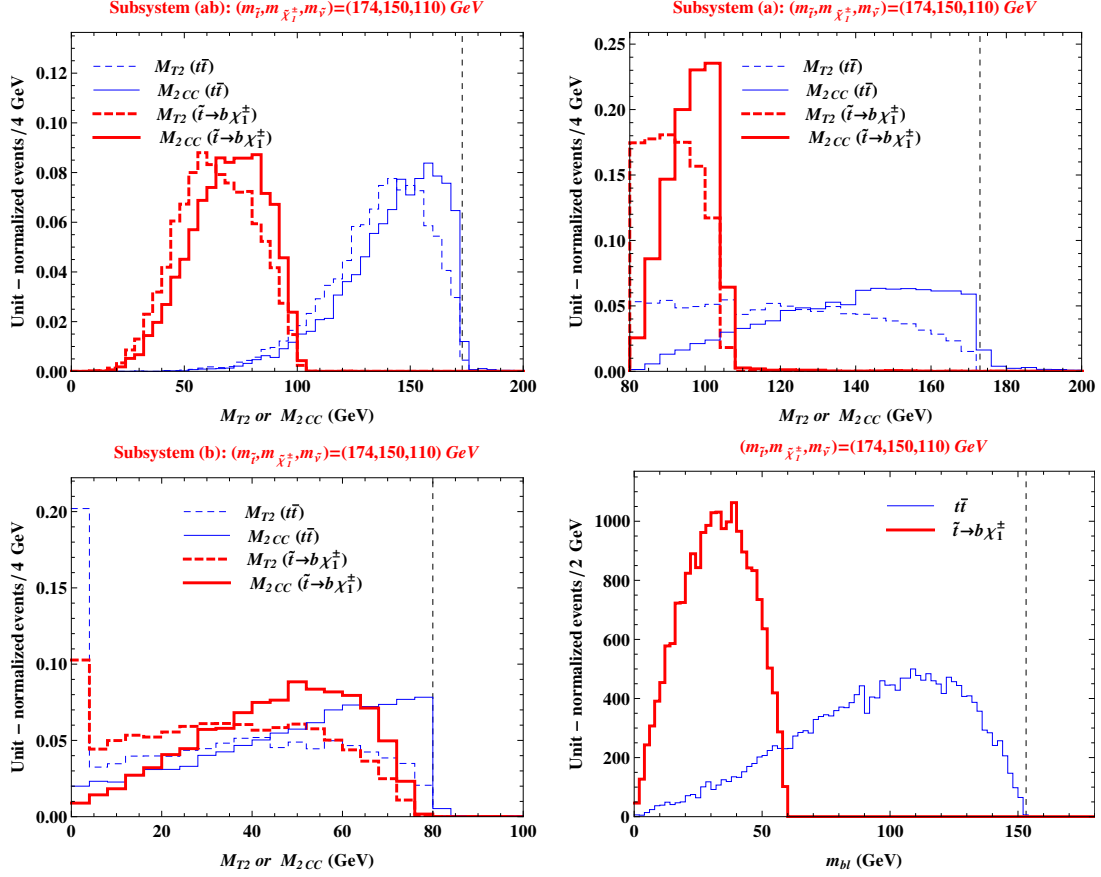 Subsystem (ab): (m_t̃, m_χ̃₁±, m_ν̃)=(174,150,110) GeV
Unit − normalized events / 4 GeV
0.12
0.10
0.08
0.06
0.04
0.02
0.00
M_T2 (tt̄)
M_2CC (tt̄)
M_T2 (t̃→bχ₁±)
M_2CC (t̃→bχ₁±)
0 50 100 150 200
M_T2 or M_2CC (GeV)
Subsystem (a): (m_t̃, m_χ̃₁±, m_ν̃)=(174,150,110) GeV
Unit − normalized events / 4 GeV
0.25
0.20
0.15
0.10
0.05
0.00
M_T2 (tt̄)
M_2CC (tt̄)
M_T2 (t̃→bχ₁±)
M_2CC (t̃→bχ₁±)
80 100 120 140 160 180 200
M_T2 or M_2CC (GeV)
Subsystem (b): (m_t̃, m_χ̃₁±, m_ν̃)=(174,150,110) GeV
Unit − normalized events / 4 GeV
0.20
0.15
0.10
0.05
0.00
M_T2 (tt̄)
M_2CC (tt̄)
M_T2 (t̃→bχ₁±)
M_2CC (t̃→bχ₁±)
0 20 40 60 80 100
M_T2 or M_2CC (GeV)
(m_t̃, m_χ̃₁±, m_ν̃)=(174,150,110) GeV
Unit − normalized events / 2 GeV
1000
800
600
400
200
0
tt̄
t̃→bχ₁±
0 50 100 150
m_bl (GeV)